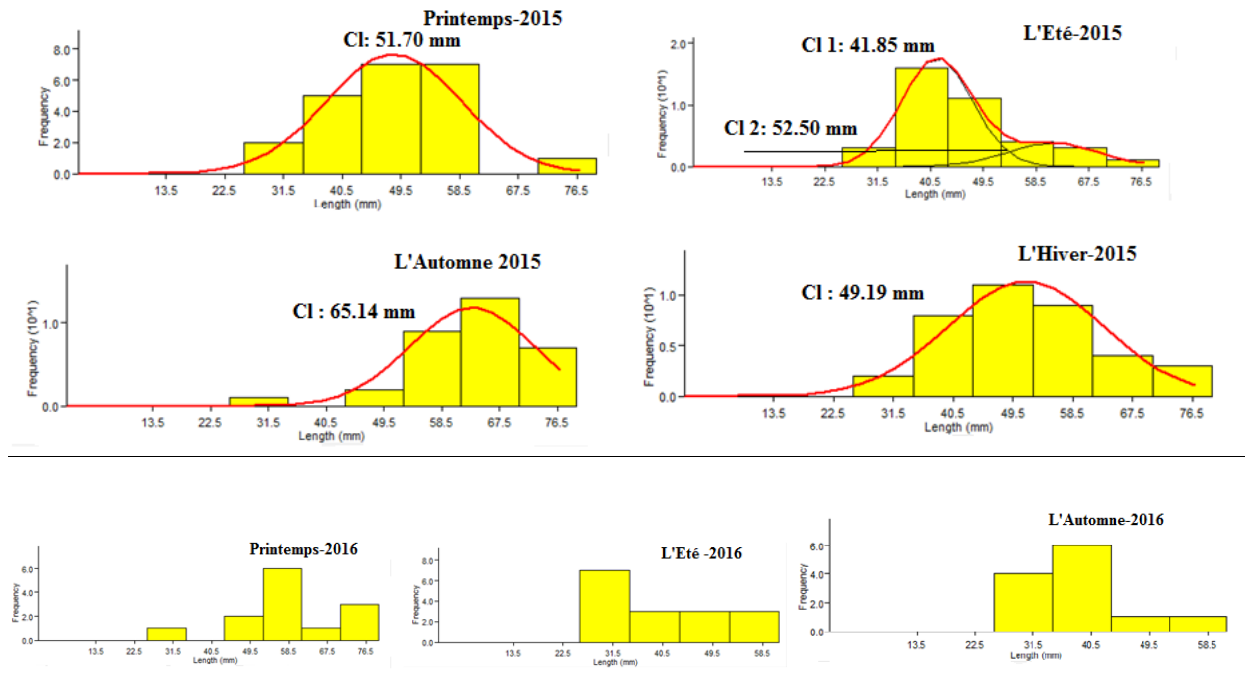 Printemps-2015
Cl: 51.70 mm
Frequency
8.0
6.0
4.0
2.0
0.0
13.5 22.5 31.5 40.5 49.5 58.5 67.5 76.5
Length (mm)
L'Eté-2015
Cl 1: 41.85 mm
Cl 2: 52.50 mm
Frequency (10^1)
2.0
1.0
0.0
13.5 22.5 31.5 40.5 49.5 58.5 67.5 76.5
Length (mm)
L'Automne 2015
Cl : 65.14 mm
Frequency (10^1)
1.0
0.0
13.5 22.5 31.5 40.5 49.5 58.5 67.5 76.5
Length (mm)
L'Hiver-2015
Cl : 49.19 mm
Frequency (10^1)
1.0
0.5
0.0
13.5 22.5 31.5 40.5 49.5 58.5 67.5 76.5
Length (mm)
Printemps-2016
Frequency
6.0
4.0
2.0
0.0
13.5 22.5 31.5 40.5 49.5 58.5 67.5 76.5
Length (mm)
L'Eté -2016
Frequency
8.0
6.0
4.0
2.0
0.0
13.5 22.5 31.5 40.5 49.5 58.5
Length (mm)
L'Automne-2016
Frequency
6.0
4.0
2.0
0.0
13.5 22.5 31.5 40.5 49.5 58.5
Length (mm)